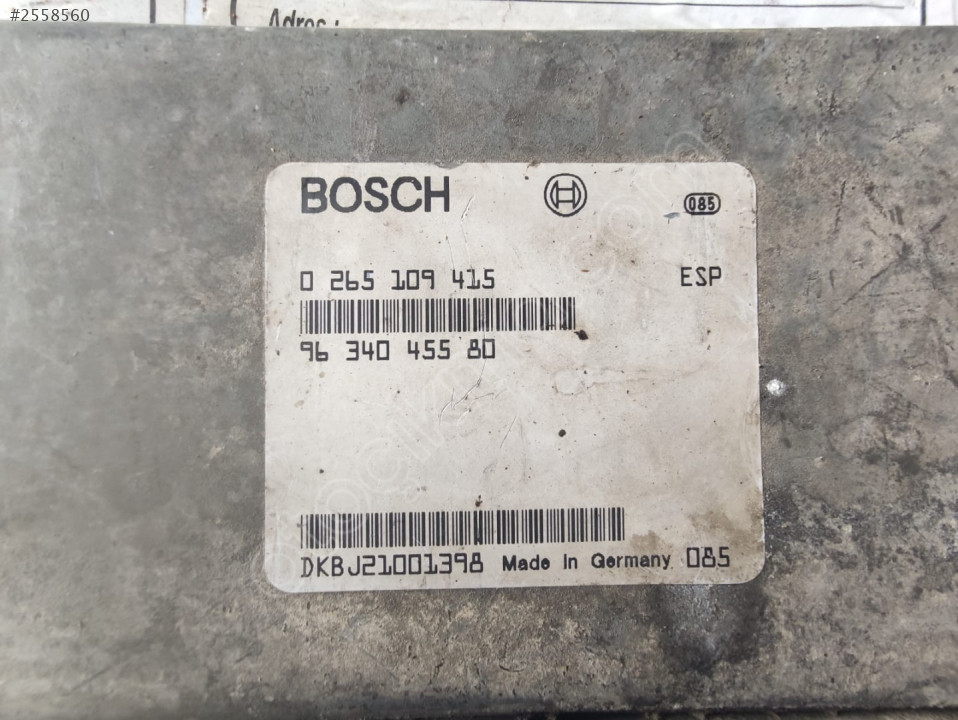 #2558560
Adres :
BOSCH
085
0 265 109 415
ESP
96 340 455 80
DKBJ21001398 Made in Germany 085